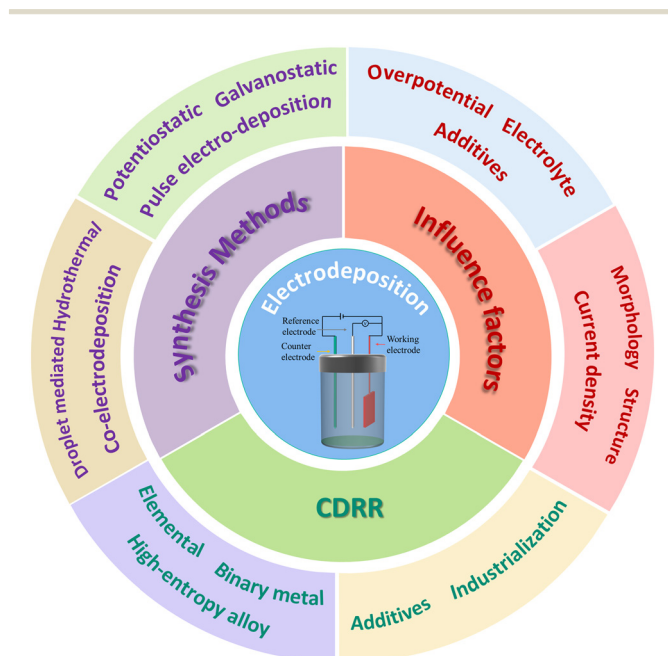 Potentiostatic Galvanostatic
Pulse electro-deposition
Overpotential Electrolyte
Additives
Synthesis Methods
Influence factors
Electrodeposition
Reference
electrode
Counter
electrode
Working
electrode
Droplet mediated Hydrothermal/
Co-electrodeposition
Morphology Structure
Current density
CDRR
Elemental Binary metal
High-entropy alloy
Additives Industrialization